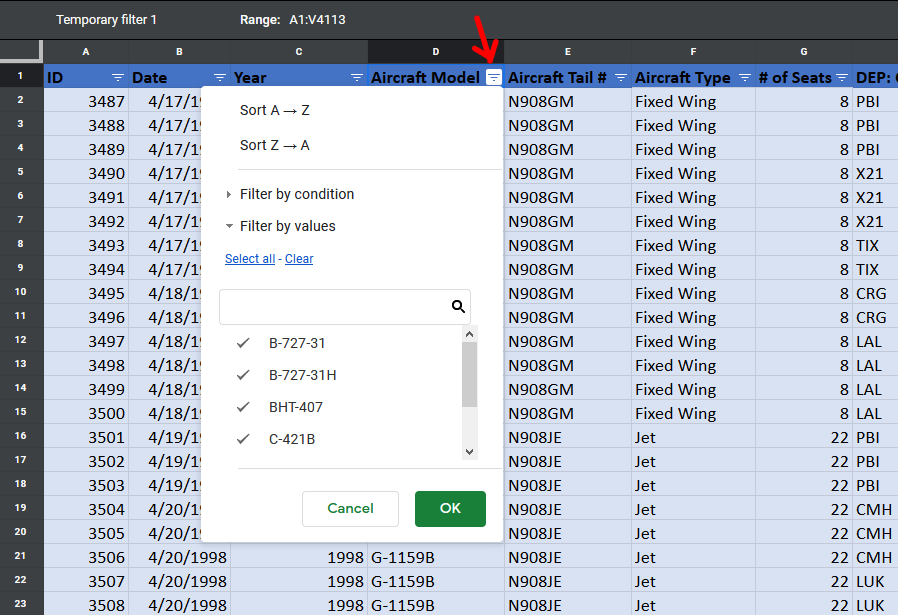 Temporary filter 1 Range: A1:V4113
A B C D E F G
1 ID Date Year Aircraft Model Aircraft Tail # Aircraft Type # of Seats DEP:
2 3487 4/17/19 N908GM Fixed Wing 8 PBI
3 3488 4/17/19 N908GM Fixed Wing 8 PBI
4 3489 4/17/19 N908GM Fixed Wing 8 PBI
5 3490 4/17/19 N908GM Fixed Wing 8 X21
6 3491 4/17/19 N908GM Fixed Wing 8 X21
7 3492 4/17/19 N908GM Fixed Wing 8 X21
8 3493 4/17/19 N908GM Fixed Wing 8 TIX
9 3494 4/17/19 N908GM Fixed Wing 8 TIX
10 3495 4/18/19 N908GM Fixed Wing 8 CRG
11 3496 4/18/19 N908GM Fixed Wing 8 CRG
12 3497 4/18/19 N908GM Fixed Wing 8 LAL
13 3498 4/18/19 N908GM Fixed Wing 8 LAL
14 3499 4/18/19 N908GM Fixed Wing 8 LAL
15 3500 4/18/19 N908GM Fixed Wing 8 LAL
16 3501 4/19/19 N908JE Jet 22 PBI
17 3502 4/19/19 N908JE Jet 22 PBI
18 3503 4/19/19 N908JE Jet 22 PBI
19 3504 4/20/19 N908JE Jet 22 CMH
20 3505 4/20/19 N908JE Jet 22 CMH
21 3506 4/20/1998 1998 G-1159B N908JE Jet 22 CMH
22 3507 4/20/1998 1998 G-1159B N908JE Jet 22 LUK
23 3508 4/20/1998 1998 G-1159B N908JE Jet 22 LUK
Sort A → Z
Sort Z → A
Filter by condition
Filter by values
Select all - Clear
B-727-31
B-727-31H
BHT-407
C-421B
Cancel OK